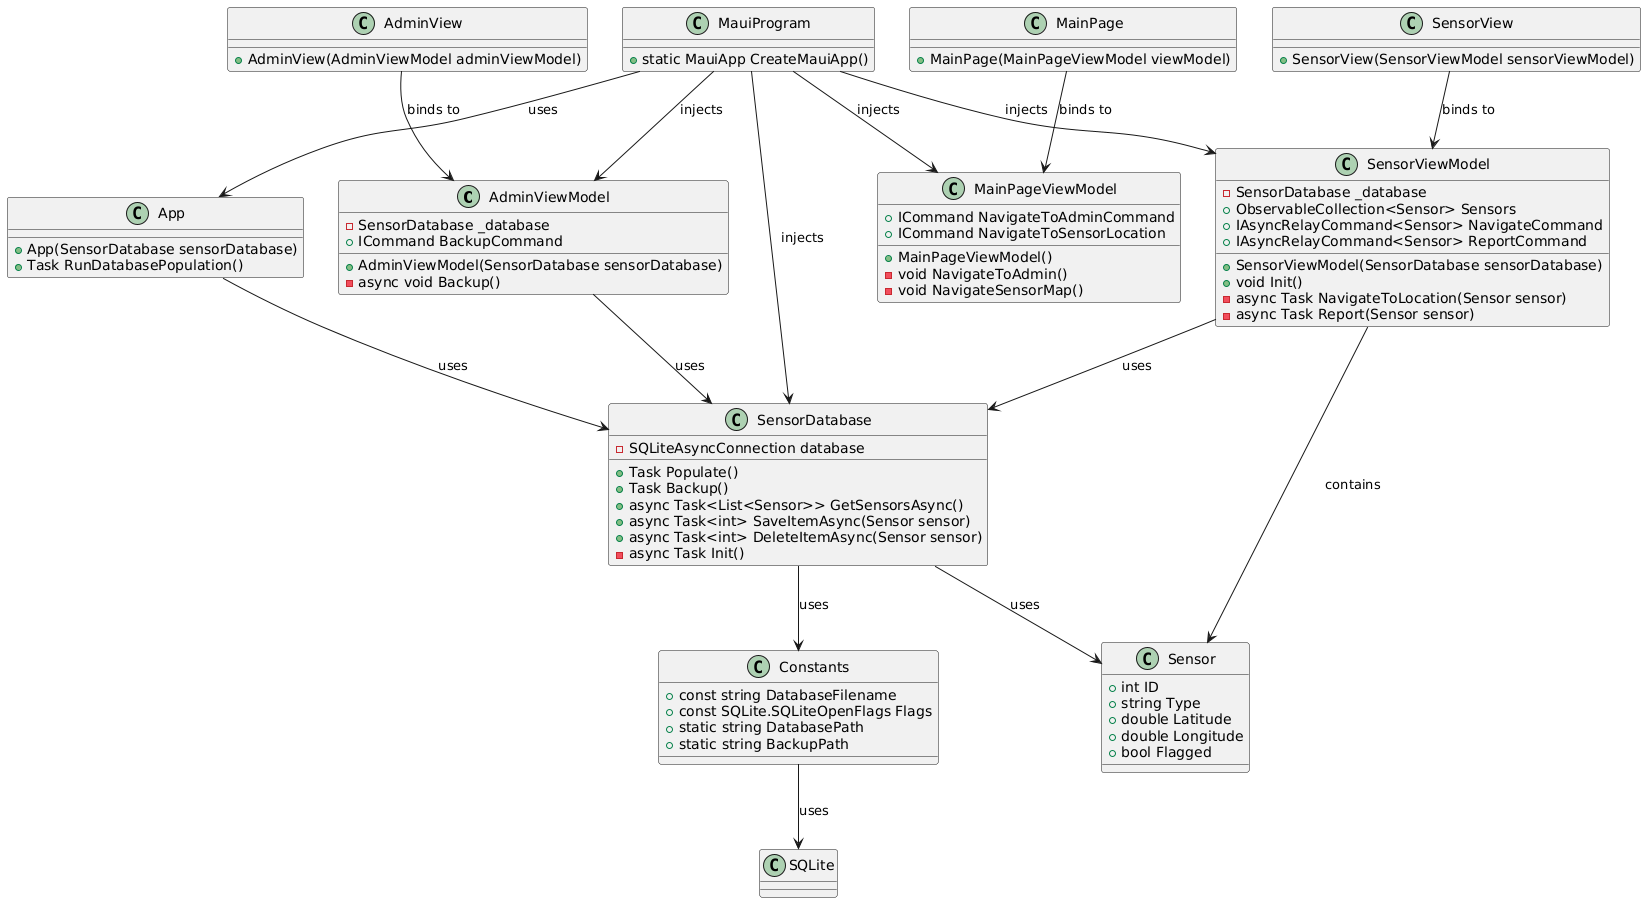 C AdminView
AdminView(AdminViewModel adminViewModel)
C MauiProgram
static MauiApp CreateMauiApp()
C MainPage
MainPage(MainPageViewModel viewModel)
C SensorView
SensorView(SensorViewModel sensorViewModel)
binds to
uses
injects
injects
binds to
injects
binds to
C App
App(SensorDatabase sensorDatabase)
Task RunDatabasePopulation()
C AdminViewModel
SensorDatabase _database
ICommand BackupCommand
AdminViewModel(SensorDatabase sensorDatabase)
async void Backup()
injects
C MainPageViewModel
ICommand NavigateToAdminCommand
ICommand NavigateToSensorLocation
MainPageViewModel()
void NavigateToAdmin()
void NavigateSensorMap()
C SensorViewModel
SensorDatabase _database
ObservableCollection<Sensor> Sensors
IAsyncRelayCommand<Sensor> NavigateCommand
IAsyncRelayCommand<Sensor> ReportCommand
SensorViewModel(SensorDatabase sensorDatabase)
void Init()
async Task NavigateToLocation(Sensor sensor)
async Task Report(Sensor sensor)
uses
uses
uses
C SensorDatabase
SQLiteAsyncConnection database
Task Populate()
Task Backup()
async Task<List<Sensor>> GetSensorsAsync()
async Task<int> SaveItemAsync(Sensor sensor)
async Task<int> DeleteItemAsync(Sensor sensor)
async Task Init()
contains
uses
uses
C Constants
const string DatabaseFilename
const SQLite.SQLiteOpenFlags Flags
static string DatabasePath
static string BackupPath
C Sensor
int ID
string Type
double Latitude
double Longitude
bool Flagged
uses
C SQLite